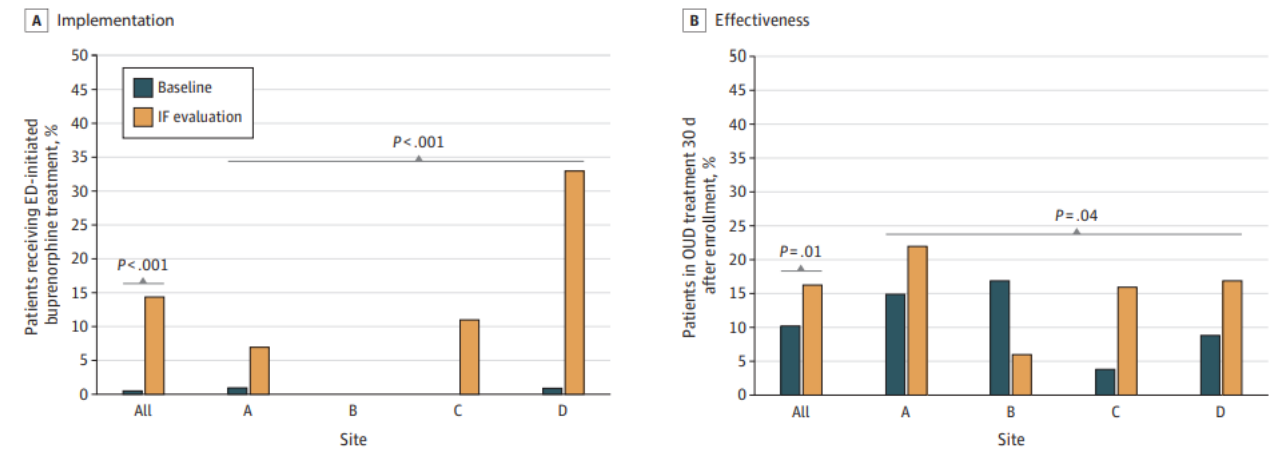 A Implementation
50
45
40
35
30
25
20
15
10
5
0
Patients receiving ED-initiated
buprenorphine treatment, %
Baseline
IF evaluation
P<.001
P<.001
All A B C D
Site
B Effectiveness
50
45
40
35
30
25
20
15
10
5
0
Patients in OUD treatment 30 d
after enrollment, %
P=.01
P=.04
All A B C D
Site